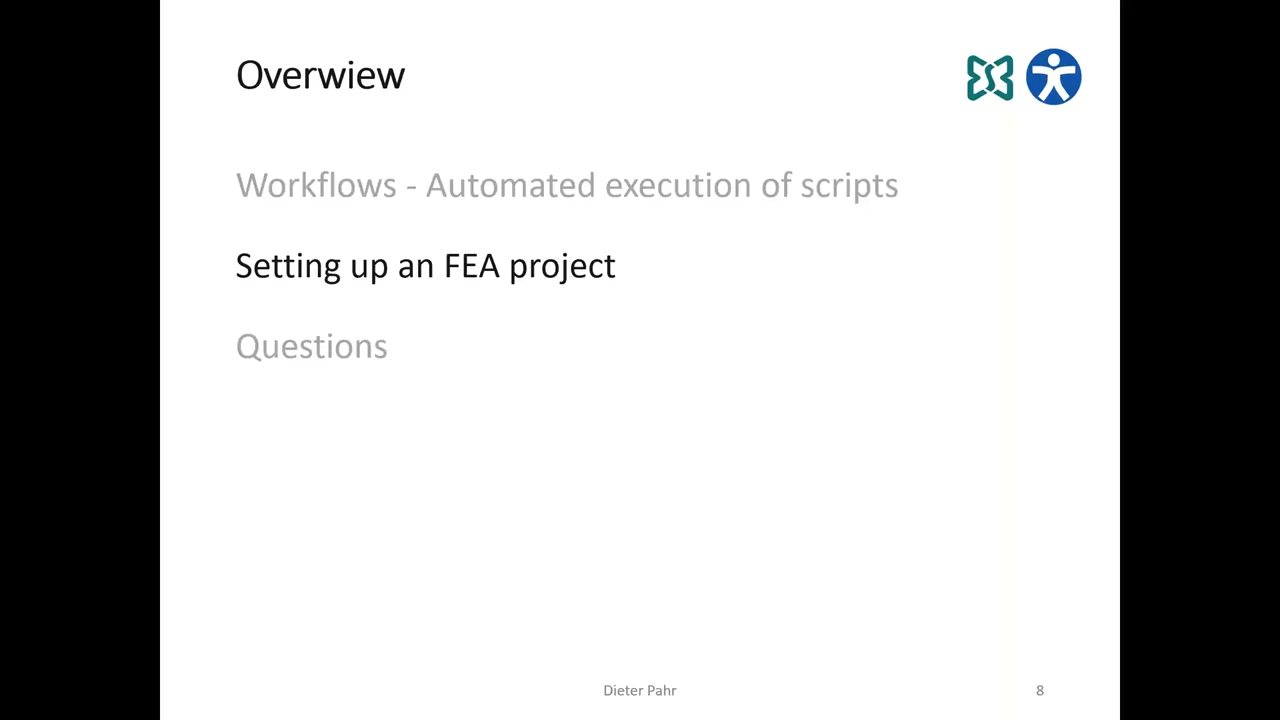 Overwiew
Workflows - Automated execution of scripts
Setting up an FEA project
Questions
Dieter Pahr
8